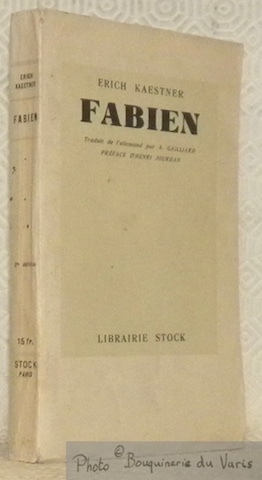 ERICH
KAESTNER
FABIEN
15 fr.
STOCK
PARIS
ERICH KAESTNER
FABIEN
Traduit de l'allemand par A. GAILLIARD
PRÉFACE D'HENRI JOURDAN
LIBRAIRIE STOCK
Photo © Bouquinerie du Varis